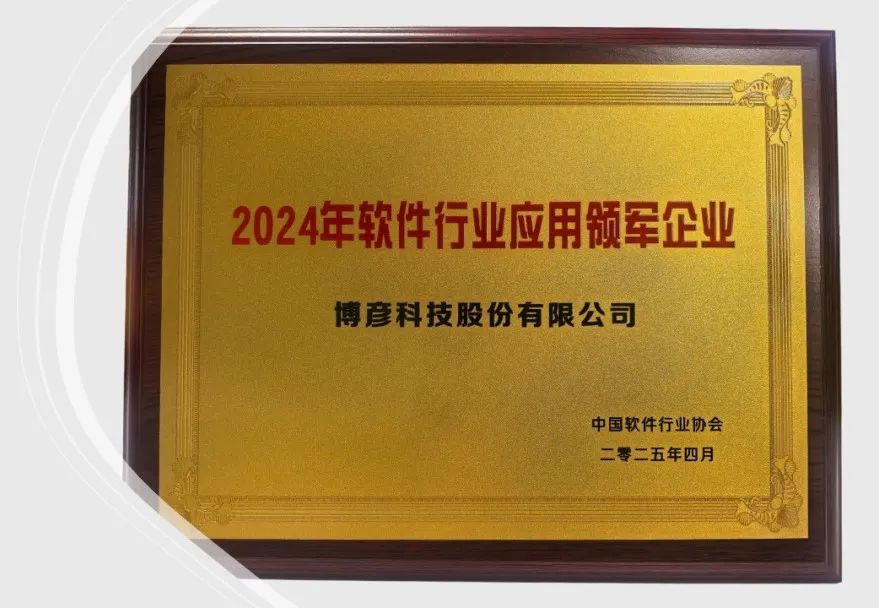 2024年软件行业应用领军企业
博彦科技股份有限公司
中国软件行业协会
二零二五年四月